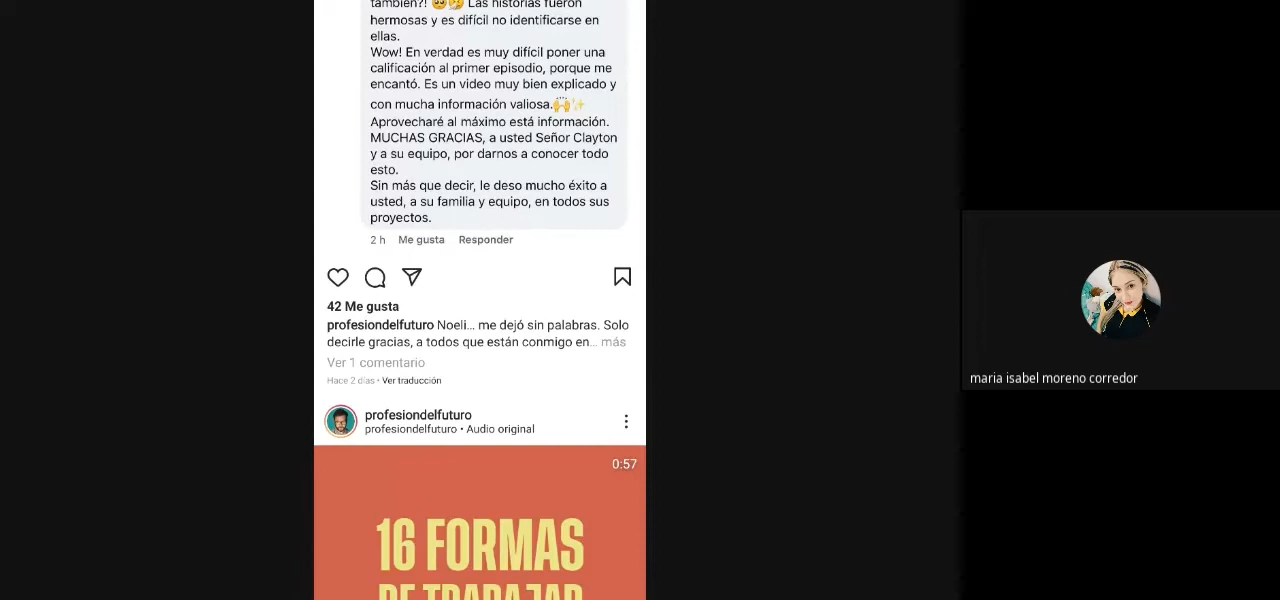 también?! 🥺🤧 Las historias fueron
hermosas y es difícil no identificarse en
ellas.
Wow! En verdad es muy difícil poner una
calificación al primer episodio, porque me
encantó. Es un video muy bien explicado y
con mucha información valiosa.🙌✨
Aprovecharé al máximo está información.
MUCHAS GRACIAS, a usted Señor Clayton
y a su equipo, por darnos a conocer todo
esto.
Sin más que decir, le deso mucho éxito a
usted, a su familia y equipo, en todos sus
proyectos.
2 h Me gusta Responder
42 Me gusta
profesiondelfuturo Noeli... me dejó sin palabras. Solo
decirle gracias, a todos que están conmigo en... más
Ver 1 comentario
Hace 2 días • Ver traducción
profesiondelfuturo
profesiondelfuturo • Audio original
0:57
16 FORMAS
DE TRABAJAR
maria isabel moreno corredor